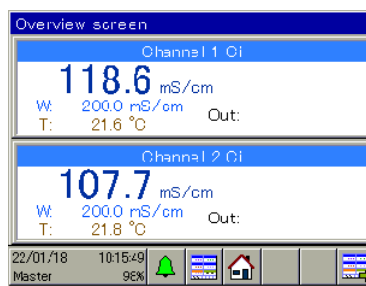 Overview screen
Channel 1 Ci
118.6 mS/cm
W: 200.0 mS/cm
Out:
T: 21.6 °C
Channel 2 Ci
107.7 mS/cm
W: 200.0 mS/cm
Out:
T: 21.8 °C
22/01/18 10:15:49
Master 98%